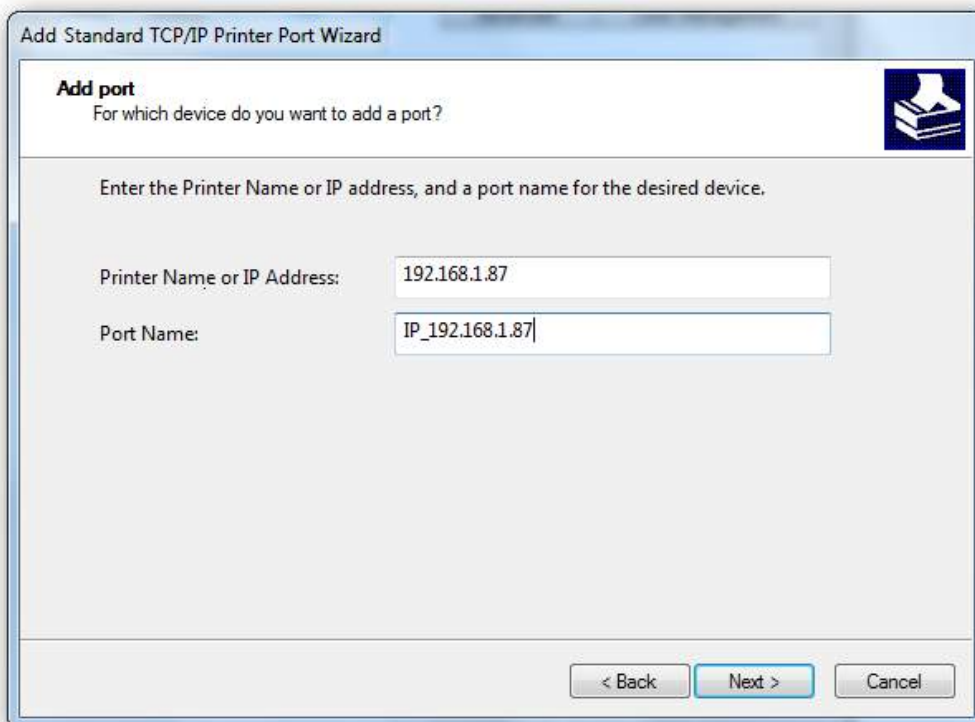 Add Standard TCP/IP Printer Port Wizard
Add port
For which device do you want to add a port?
Enter the Printer Name or IP address, and a port name for the desired device.
Printer Name or IP Address:
192.168.1.87
Port Name:
IP_192.168.1.87
< Back
Next >
Cancel